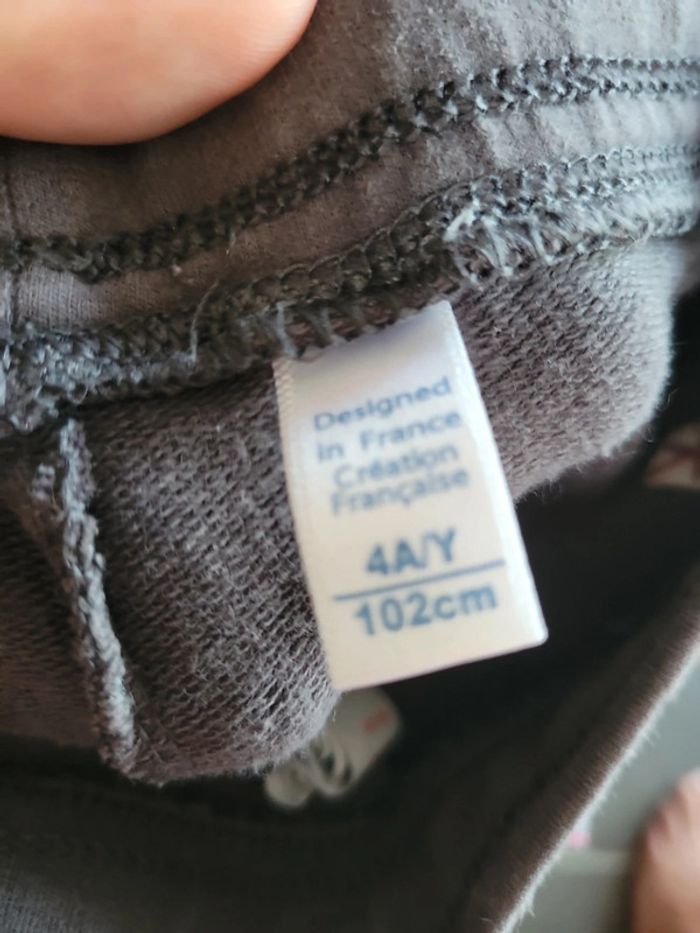 Designed
in France
Création
Française
4A/Y
102cm